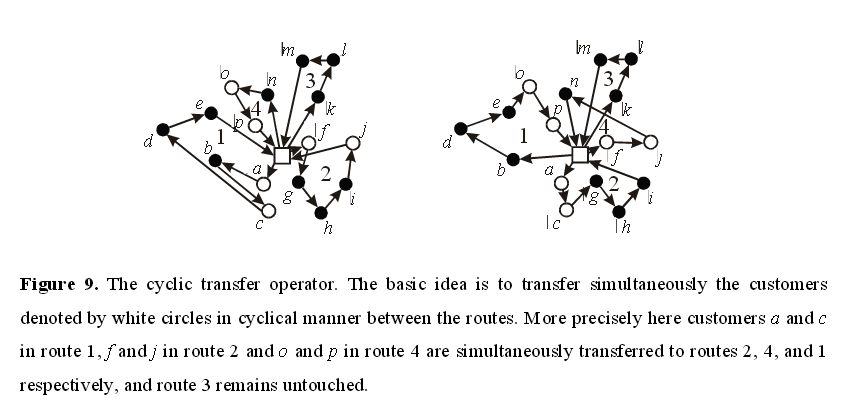 m l
o n 3
e 4 k
p f j
d 1
b a 2
g i
c h
m l
o n 3
e p k
d 1 4
b a f j
g 2 i
c h
Figure 9. The cyclic transfer operator. The basic idea is to transfer simultaneously the customers
denoted by white circles in cyclical manner between the routes. More precisely here customers a and c
in route 1, f and j in route 2 and o and p in route 4 are simultaneously transferred to routes 2, 4, and 1
respectively, and route 3 remains untouched.